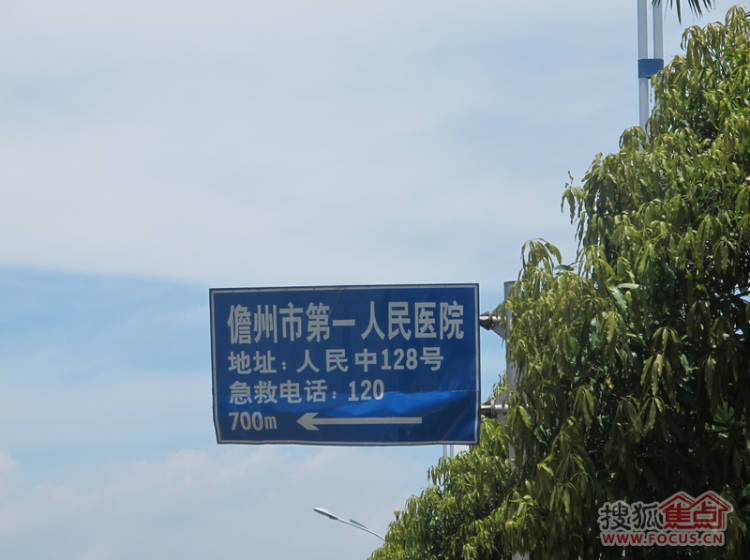 儋州市第一人民医院
地址：人民中128号
急救电话：120
700m
搜狐焦点
WWW.FOCUS.CN